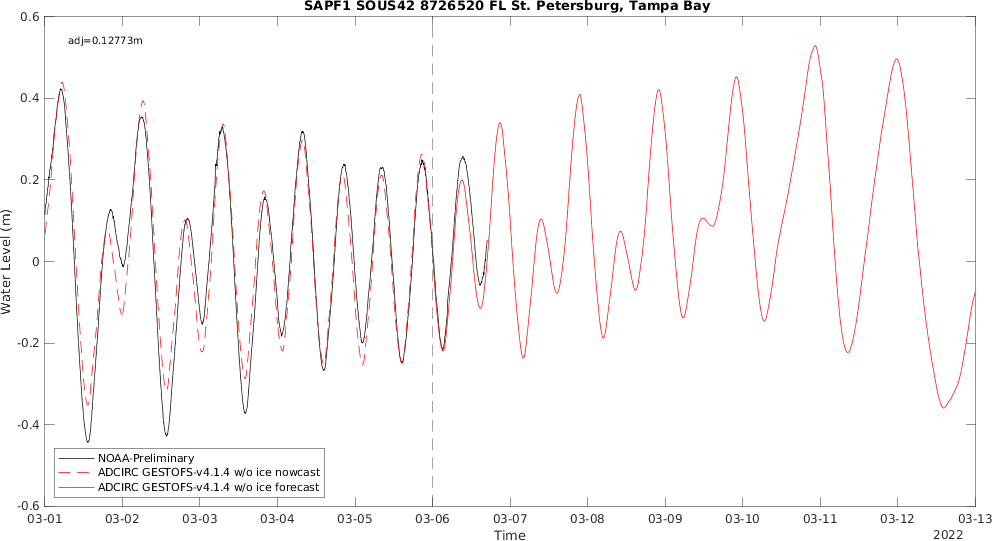 SAPF1 SOUS42 8726520 FL St. Petersburg, Tampa Bay
adj=0.12773m
0.6
0.4
0.2
0
-0.2
-0.4
-0.6
Water Level (m)
NOAA-Preliminary
ADCIRC GESTOFS-v4.1.4 w/o ice nowcast
ADCIRC GESTOFS-v4.1.4 w/o ice forecast
03-01 03-02 03-03 03-04 03-05 03-06 03-07 03-08 03-09 03-10 03-11 03-12 03-13
Time
2022